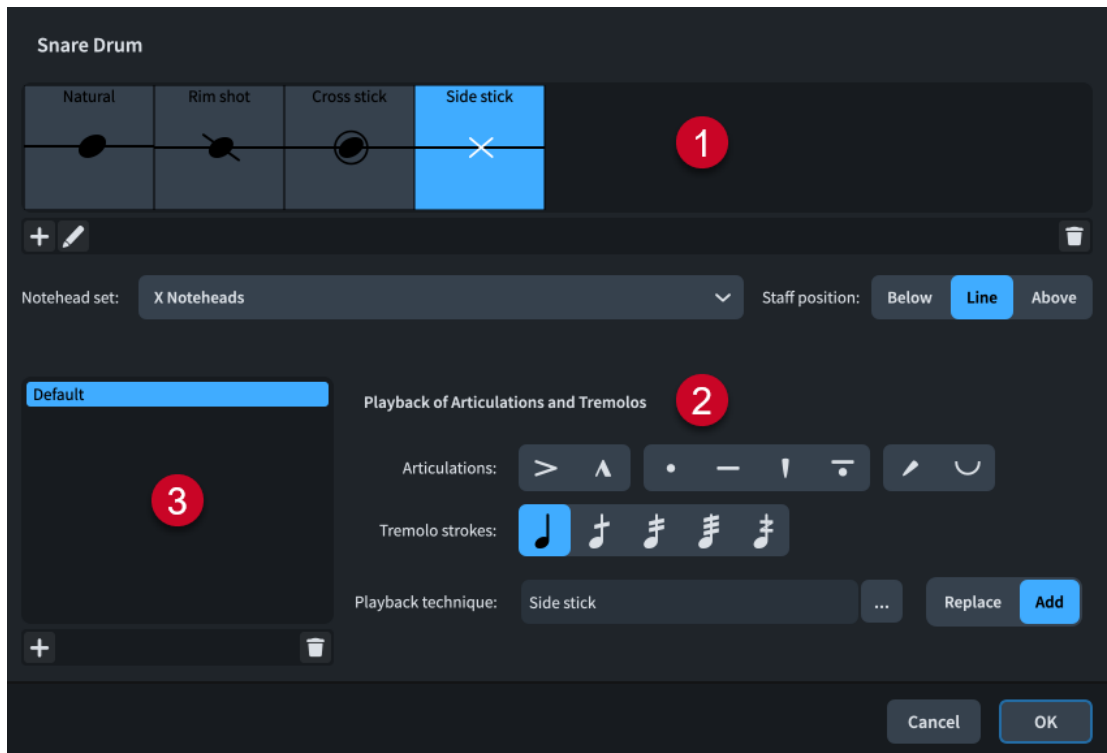 Snare Drum
Natural Rim shot Cross stick Side stick
1
Notehead set: X Noteheads Staff position: Below Line Above
Default
Playback of Articulations and Tremolos 2
Articulations:
3
Tremolo strokes:
Playback technique: Side stick ... Replace Add
Cancel OK